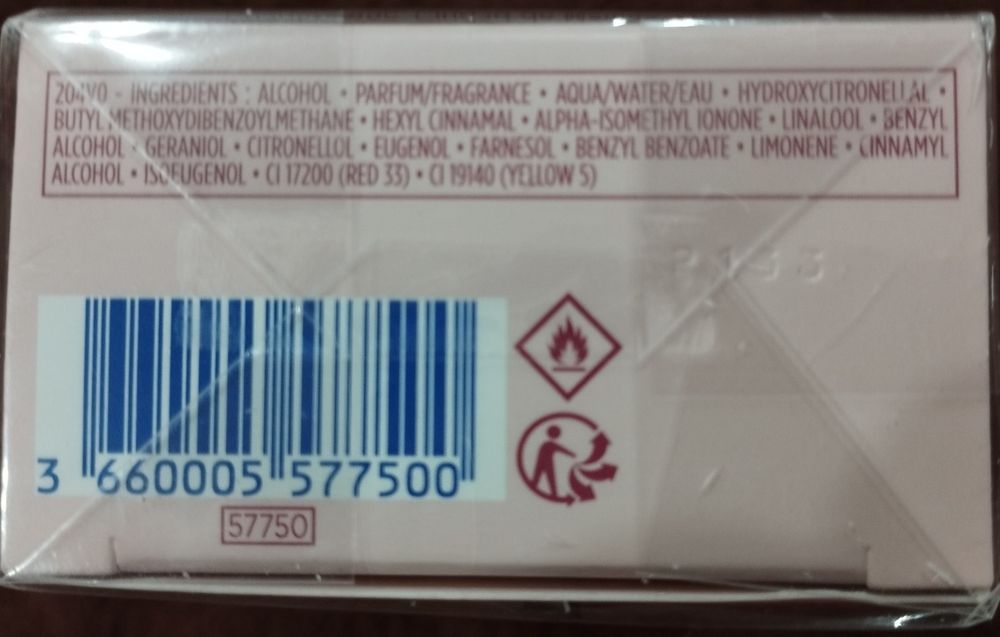 204V0 - INGREDIENTS : ALCOHOL • PARFUM/FRAGRANCE • AQUA/WATER/EAU • HYDROXYCITRONELLAL •
BUTYL METHOXYDIBENZOYLMETHANE • HEXYL CINNAMAL • ALPHA-ISOMETHYL IONONE • LINALOOL • BENZYL
ALCOHOL • GERANIOL • CITRONELLOL • EUGENOL • FARNESOL • BENZYL BENZOATE • LIMONENE • CINNAMYL
ALCOHOL • ISOEUGENOL • CI 17200 (RED 33) • CI 19140 (YELLOW 5)
3 660005 577500
57750